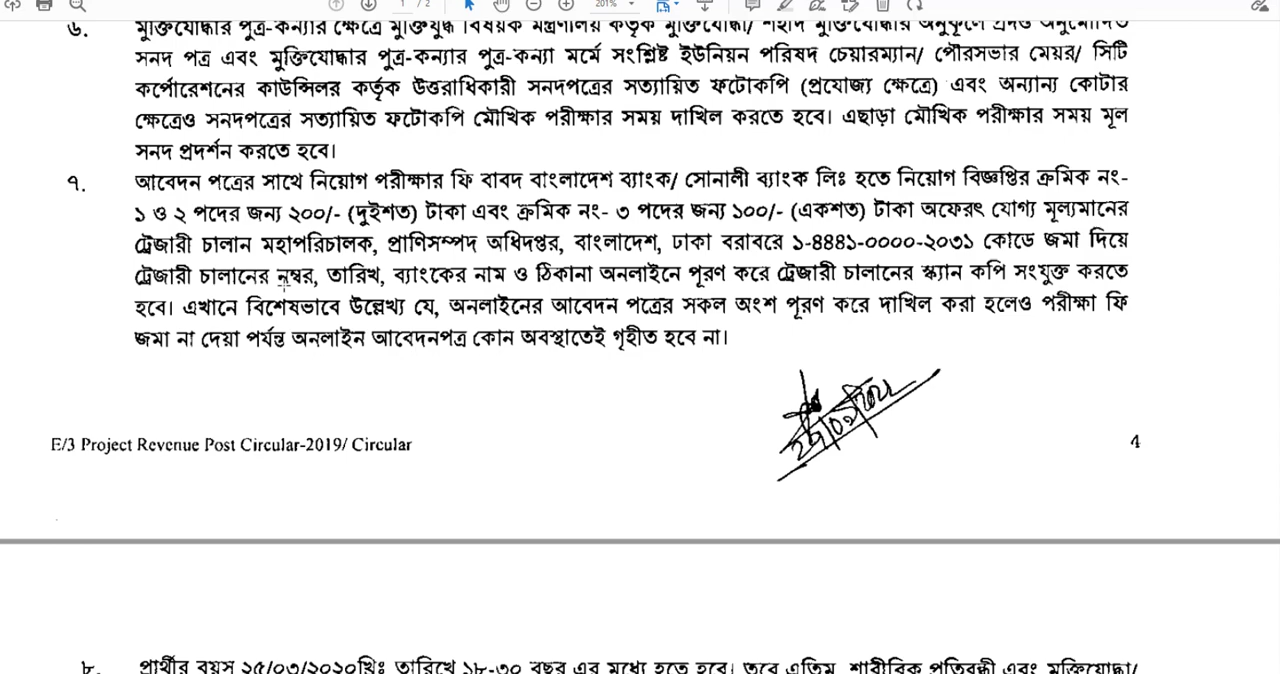 1 / 2
201%
৬. মুক্তিযোদ্ধার পুত্র-কন্যার ক্ষেত্রে মুক্তিযুদ্ধ বিষয়ক মন্ত্রণালয় কর্তৃক মুক্তিযোদ্ধা/ শহীদ মুক্তিযোদ্ধার অনুকূলে প্রদত্ত অনুমোদিত
সনদ পত্র এবং মুক্তিযোদ্ধার পুত্র-কন্যার পুত্র-কন্যা মর্মে সংশ্লিষ্ট ইউনিয়ন পরিষদ চেয়ারম্যান/ পৌরসভার মেয়র/ সিটি
কর্পোরেশনের কাউন্সিলর কর্তৃক উত্তরাধিকারী সনদপত্রের সত্যায়িত ফটোকপি (প্রযোজ্য ক্ষেত্রে) এবং অন্যান্য কোটার
ক্ষেত্রেও সনদপত্রের সত্যায়িত ফটোকপি মৌখিক পরীক্ষার সময় দাখিল করতে হবে। এছাড়া মৌখিক পরীক্ষার সময় মূল
সনদ প্রদর্শন করতে হবে।
৭. আবেদন পত্রের সাথে নিয়োগ পরীক্ষার ফি বাবদ বাংলাদেশ ব্যাংক/ সোনালী ব্যাংক লিঃ হতে নিয়োগ বিজ্ঞপ্তির ক্রমিক নং-
১ ও ২ পদের জন্য ২০০/- (দুইশত) টাকা এবং ক্রমিক নং- ৩ পদের জন্য ১০০/- (একশত) টাকা অফেরৎ যোগ্য মূল্যমানের
ট্রেজারী চালান মহাপরিচালক, প্রাণিসম্পদ অধিদপ্তর, বাংলাদেশ, ঢাকা বরাবরে ১-৪৪৪১-০০০০-২০৩১ কোডে জমা দিয়ে
ট্রেজারী চালানের নম্বর, তারিখ, ব্যাংকের নাম ও ঠিকানা অনলাইনে পূরণ করে ট্রেজারী চালানের স্ক্যান কপি সংযুক্ত করতে
হবে। এখানে বিশেষভাবে উল্লেখ্য যে, অনলাইনের আবেদন পত্রের সকল অংশ পূরণ করে দাখিল করা হলেও পরীক্ষা ফি
জমা না দেয়া পর্যন্ত অনলাইন আবেদনপত্র কোন অবস্থাতেই গৃহীত হবে না।
E/3 Project Revenue Post Circular-2019/ Circular 4
৮. প্রার্থীর বয়স ২৫/০৩/২০২০খ্রিঃ তারিখে ১৮-৩০ বছর এর মধ্যে হতে হবে। তবে এতিম, শারীরিক প্রতিবন্ধী এবং মুক্তিযোদ্ধা/